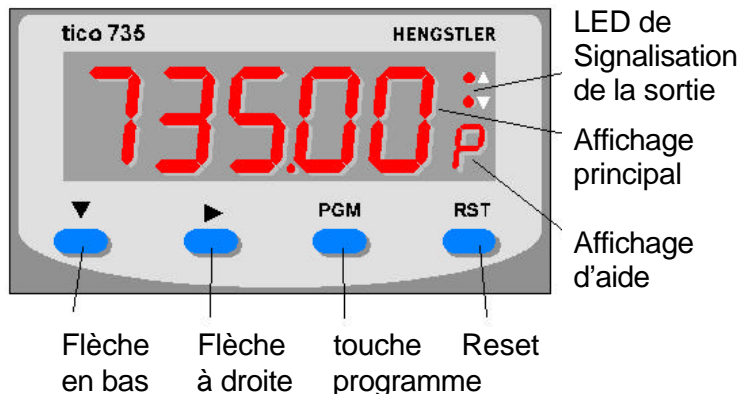 tico 735
HENGSTLER
735.00
P
▼
▶
PGM
RST
LED de
Signalisation
de la sortie
Affichage
principal
Affichage
d'aide
Flèche
en bas
Flèche
à droite
touche
programme
Reset